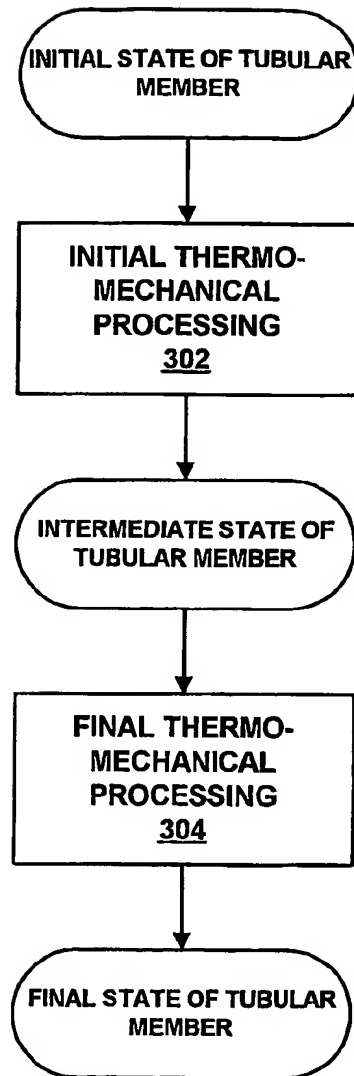 INITIAL STATE OF TUBULAR
MEMBER
INITIAL THERMO-
MECHANICAL
PROCESSING
302
INTERMEDIATE STATE OF
TUBULAR MEMBER
FINAL THERMO-
MECHANICAL
PROCESSING
304
FINAL STATE OF TUBULAR
MEMBER